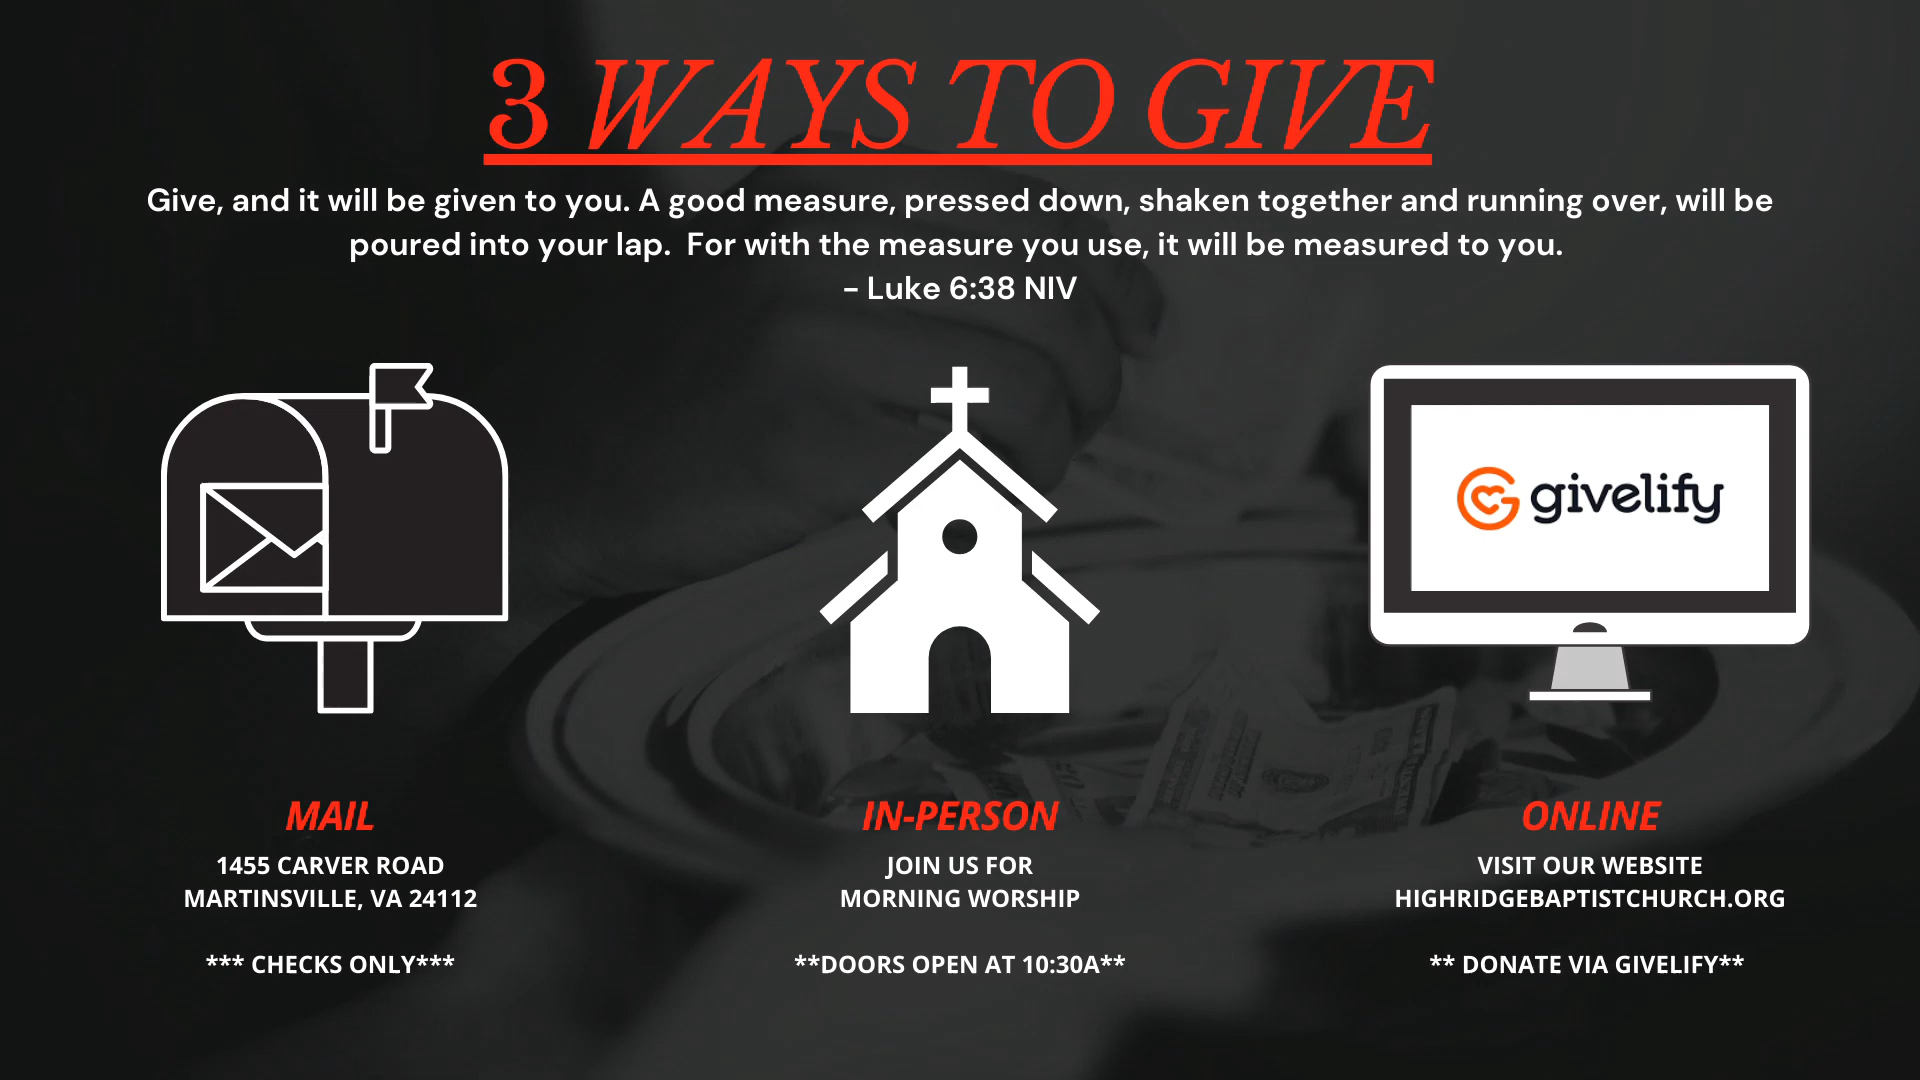 3 WAYS TO GIVE
Give, and it will be given to you. A good measure, pressed down, shaken together and running over, will be
poured into your lap.  For with the measure you use, it will be measured to you.
– Luke 6:38 NIV
givelify
MAIL
1455 CARVER ROAD
MARTINSVILLE, VA 24112
*** CHECKS ONLY***
IN-PERSON
JOIN US FOR
MORNING WORSHIP
**DOORS OPEN AT 10:30A**
ONLINE
VISIT OUR WEBSITE
HIGHRIDGEBAPTISTCHURCH.ORG
** DONATE VIA GIVELIFY**